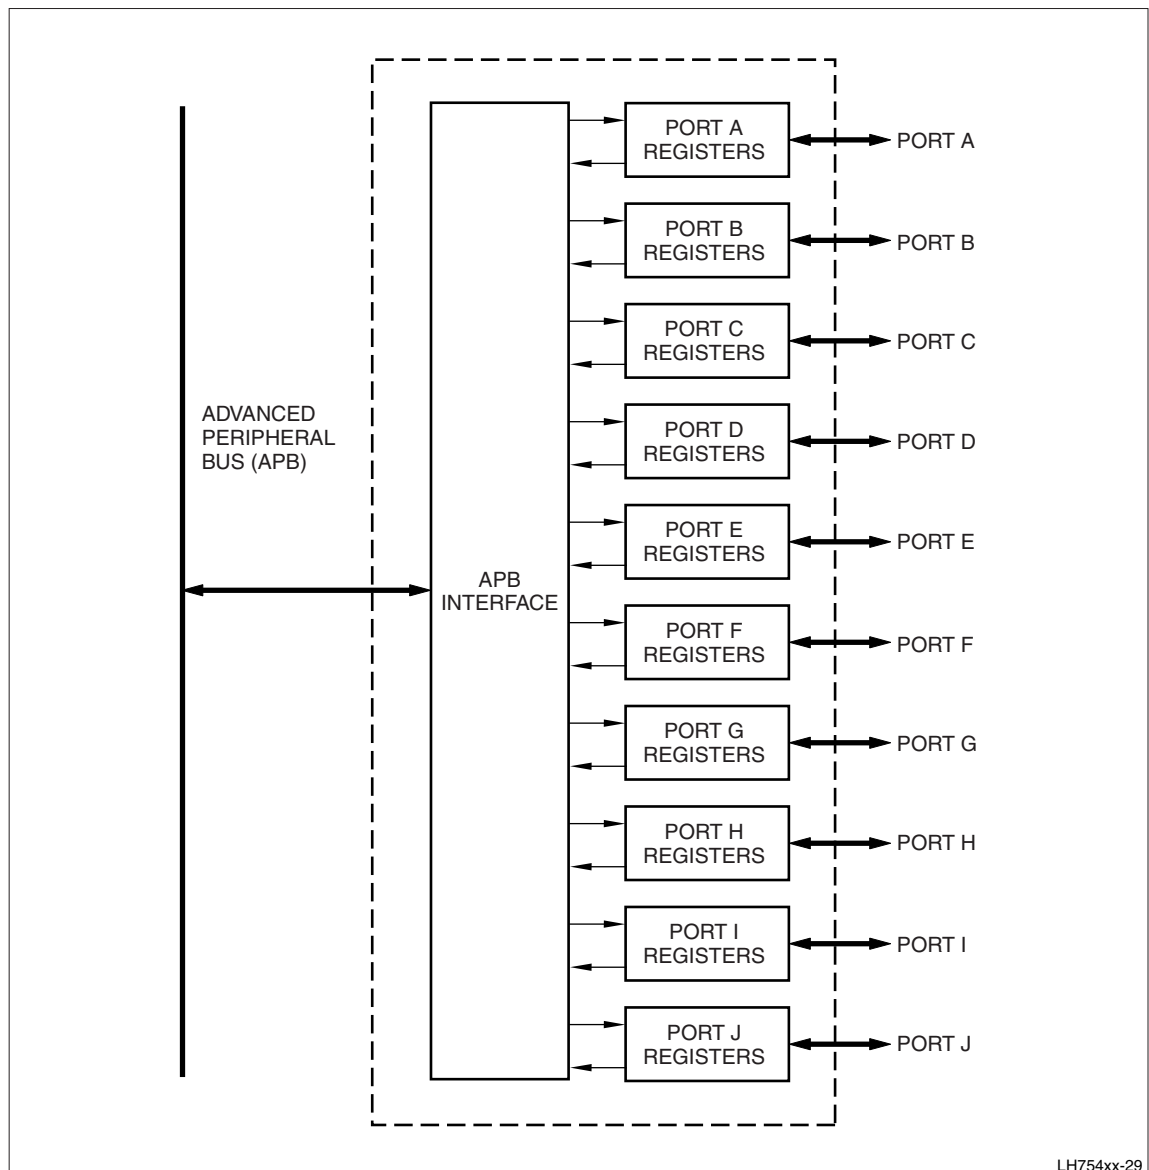 PORT A
REGISTERS
PORT A
PORT B
REGISTERS
PORT B
PORT C
REGISTERS
PORT C
ADVANCED
PERIPHERAL
BUS (APB)
PORT D
REGISTERS
PORT D
PORT E
REGISTERS
PORT E
APB
INTERFACE
PORT F
REGISTERS
PORT F
PORT G
REGISTERS
PORT G
PORT H
REGISTERS
PORT H
PORT I
REGISTERS
PORT I
PORT J
REGISTERS
PORT J
LH754xx-29